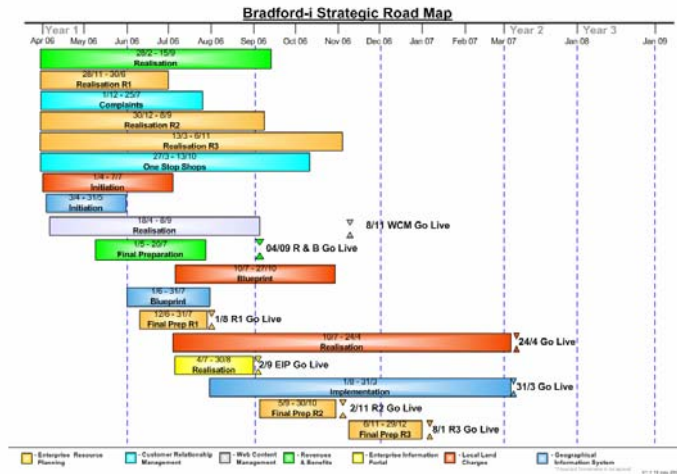 Bradford-i Strategic Road Map
Year 1
Year 2
Year 3
Apr 06
May 06
Jun 06
Jul 06
Aug 06
Sep 06
Oct 06
Nov 06
Dec 06
Jan 07
Feb 07
Mar 07
Jan 08
Jan 09
28/2 - 15/9
Realisation
28/11 - 30/6
Realisation R1
1/12 - 25/7
Complaints
30/12 - 8/9
Realisation R2
13/3 - 6/11
Realisation R3
27/3 - 13/10
One Stop Shops
1/4 - 7/7
Initiation
3/4 - 31/5
Initiation
18/4 - 8/9
Realisation
8/11 WCM Go Live
1/5 - 20/7
Final Preparation
04/09 R & B Go Live
10/7 - 27/10
Blueprint
1/6 - 31/7
Blueprint
12/6 - 31/7
Final Prep R1
1/8 R1 Go Live
10/7 - 24/4
Realisation
24/4 Go Live
4/7 - 30/8
Realisation
2/9 EIP Go Live
1/8 - 31/3
Implementation
31/3 Go Live
5/9 - 30/10
Final Prep R2
2/11 R2 Go Live
6/11 - 29/12
Final Prep R3
8/1 R3 Go Live
- Enterprise Resource
Planning
- Customer Relationship
Management
- Web Content
Management
- Revenues
& Benefits
- Enterprise Information
Portal
- Local Land
Charges
- Geographical
Information System